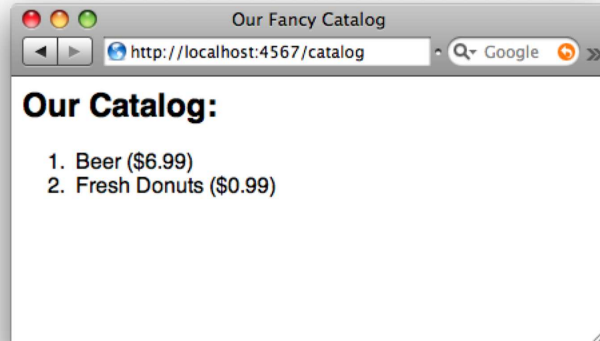 Our Fancy Catalog
http://localhost:4567/catalog Google
Our Catalog:
1. Beer ($6.99)
2. Fresh Donuts ($0.99)